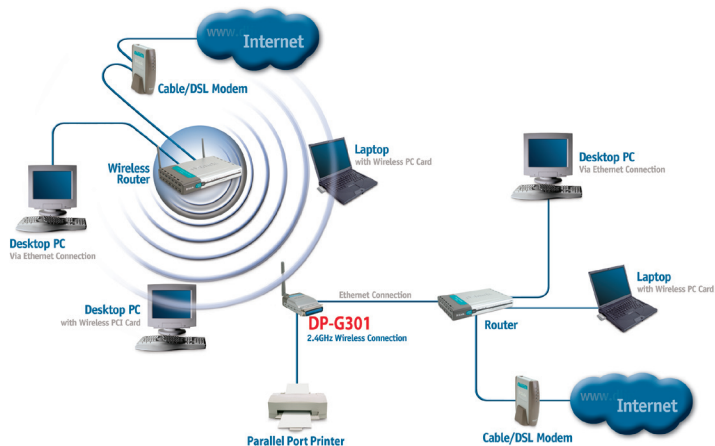 www.
Internet
Cable/DSL Modem
Wireless
Router
Laptop
with Wireless PC Card
Desktop PC
Via Ethernet Connection
Desktop PC
Via Ethernet Connection
Desktop PC
with Wireless PCI Card
Ethernet Connection
DP-G301
2.4GHz Wireless Connection
Router
Laptop
with Wireless PC Card
Parallel Port Printer
Cable/DSL Modem
www.
Internet